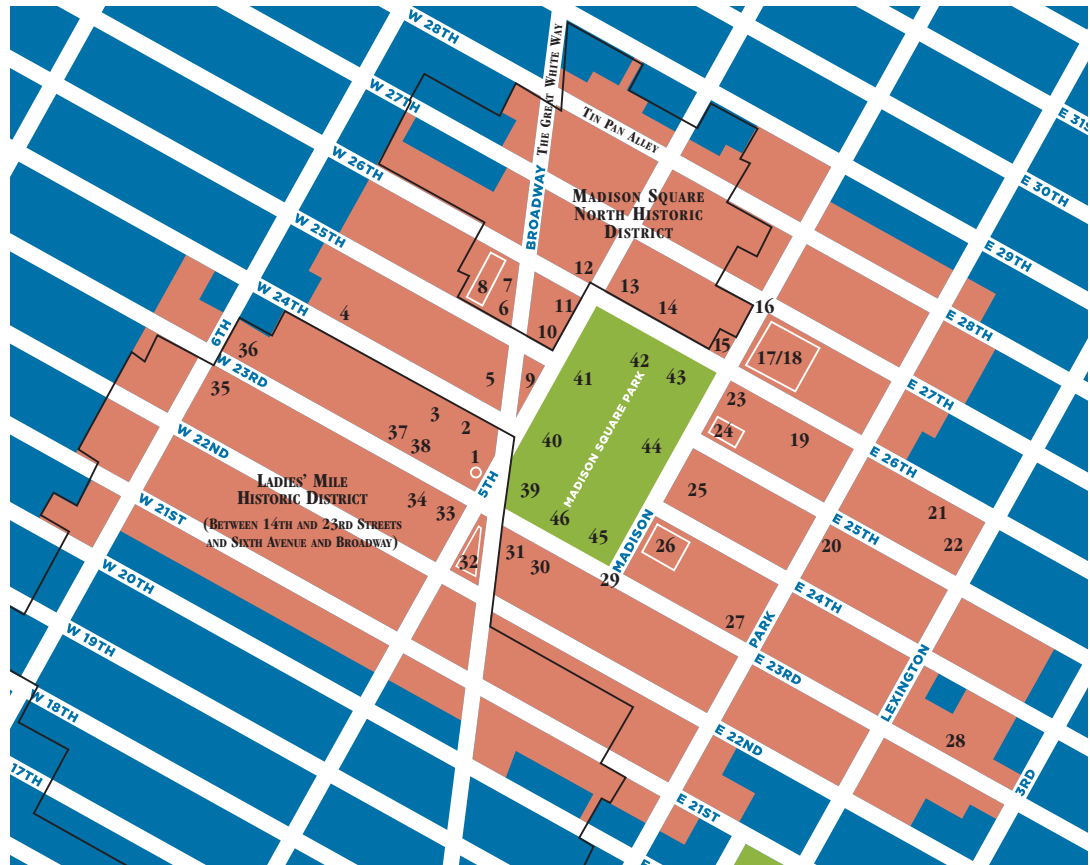 W 28TH
W 27TH
W 26TH
W 25TH
W 24TH
W 23RD
W 22ND
W 21ST
W 20TH
W 19TH
W 18TH
17TH
6TH
BROADWAY
THE GREAT WHITE WAY
TIN PAN ALLEY
MADISON SQUARE
NORTH HISTORIC
DISTRICT
E 31S
E 30TH
E 29TH
E 28TH
E 27TH
E 26TH
E 25TH
E 24TH
E 23RD
E 22ND
E 21ST
E
5TH
MADISON
PARK
LEXINGTON
3RD
MADISON SQUARE PARK
LADIES' MILE
HISTORIC DISTRICT
(BETWEEN 14TH AND 23RD STREETS
AND SIXTH AVENUE AND BROADWAY)
1
2
3
4
5
6
7
8
9
10
11
12
13
14
15
16
17/18
19
20
21
22
23
24
25
26
27
28
29
30
31
32
33
34
35
36
37
38
39
40
41
42
43
44
45
46